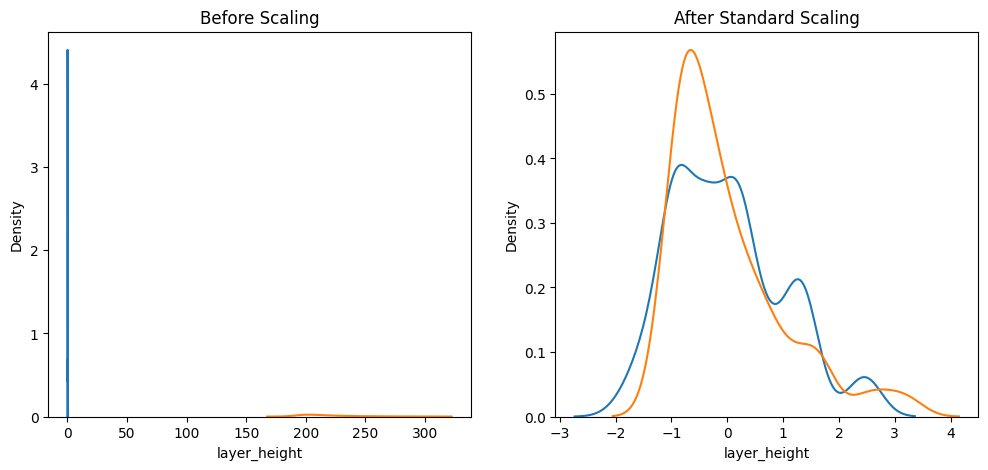 Before Scaling
Density
4
3
2
1
0
0 50 100 150 200 250 300
layer_height
After Standard Scaling
Density
0.5
0.4
0.3
0.2
0.1
0.0
−3 −2 −1 0 1 2 3 4
layer_height